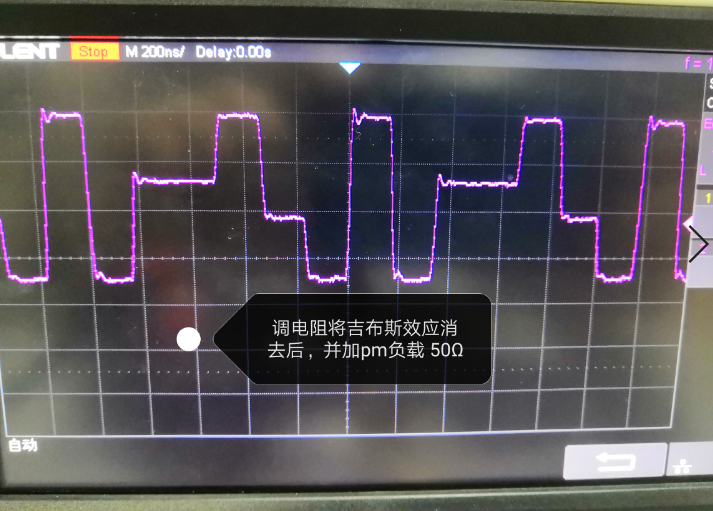 LENT Stop M 200ns/ Delay:0.00s
f = 1
调电阻将吉布斯效应消
去后，并加pm负载 50Ω
自动